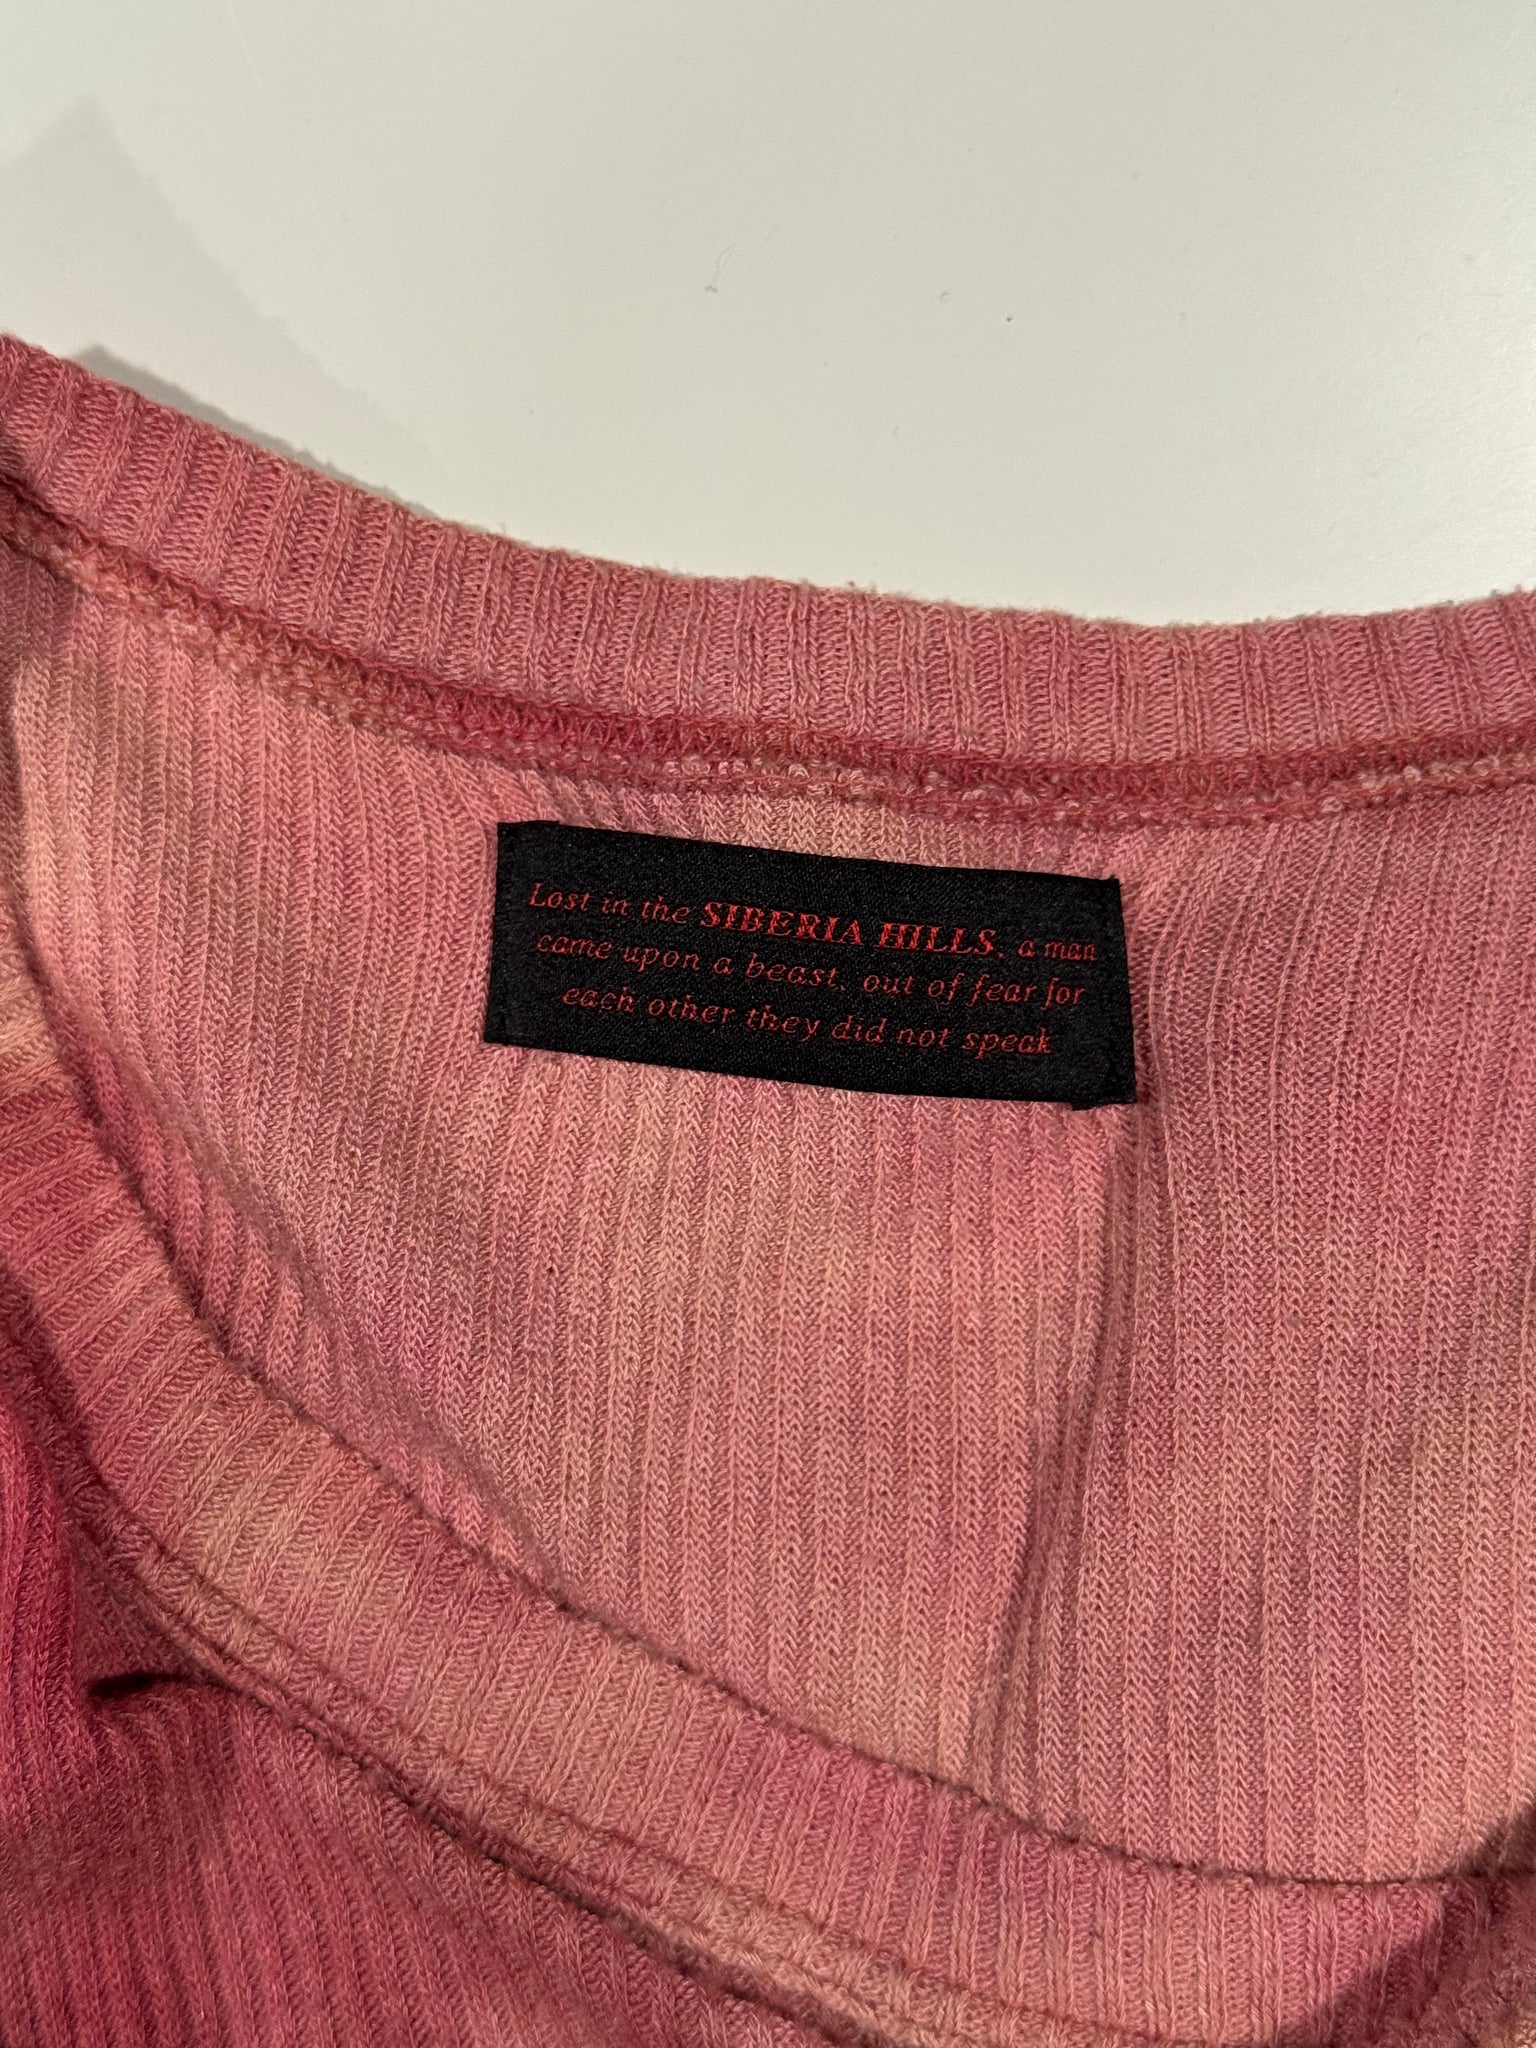 Lost in the SIBERIA HILLS, a man
came upon a beast, out of fear for
each other they did not speak